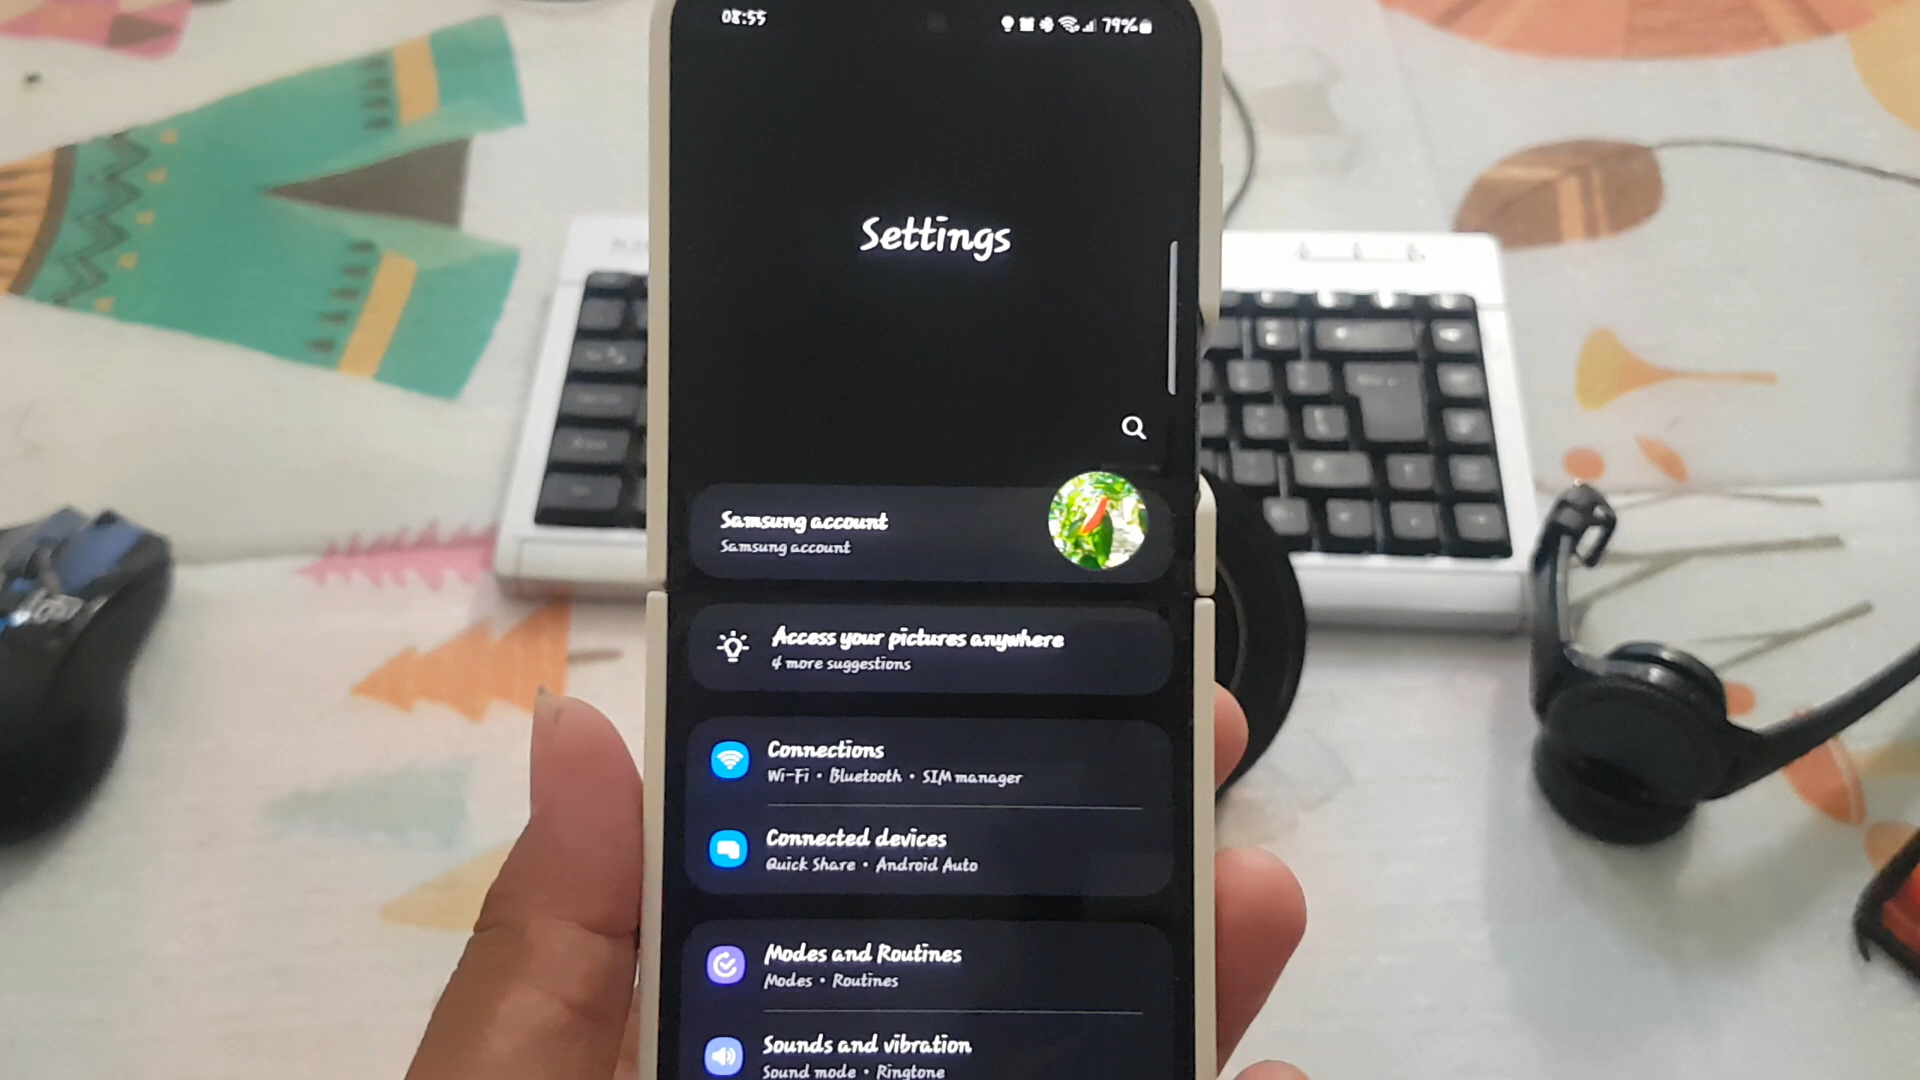 08:55
79%
Settings
Samsung account
Samsung account
Access your pictures anywhere
4 more suggestions
Connections
Wi-Fi • Bluetooth • SIM manager
Connected devices
Quick Share • Android Auto
Modes and Routines
Modes • Routines
Sounds and vibration
Sound mode • Ringtone